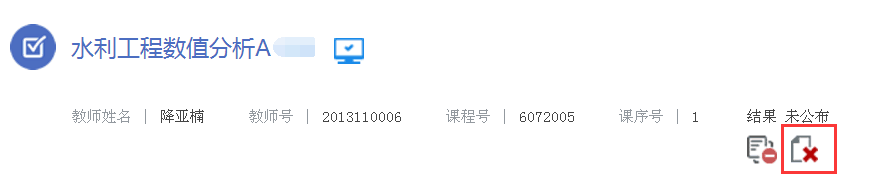 水利工程数值分析A
教师姓名 | 降亚楠 教师号 | 2013110006 课程号 | 6072005 课序号 | 1 结果 未公布